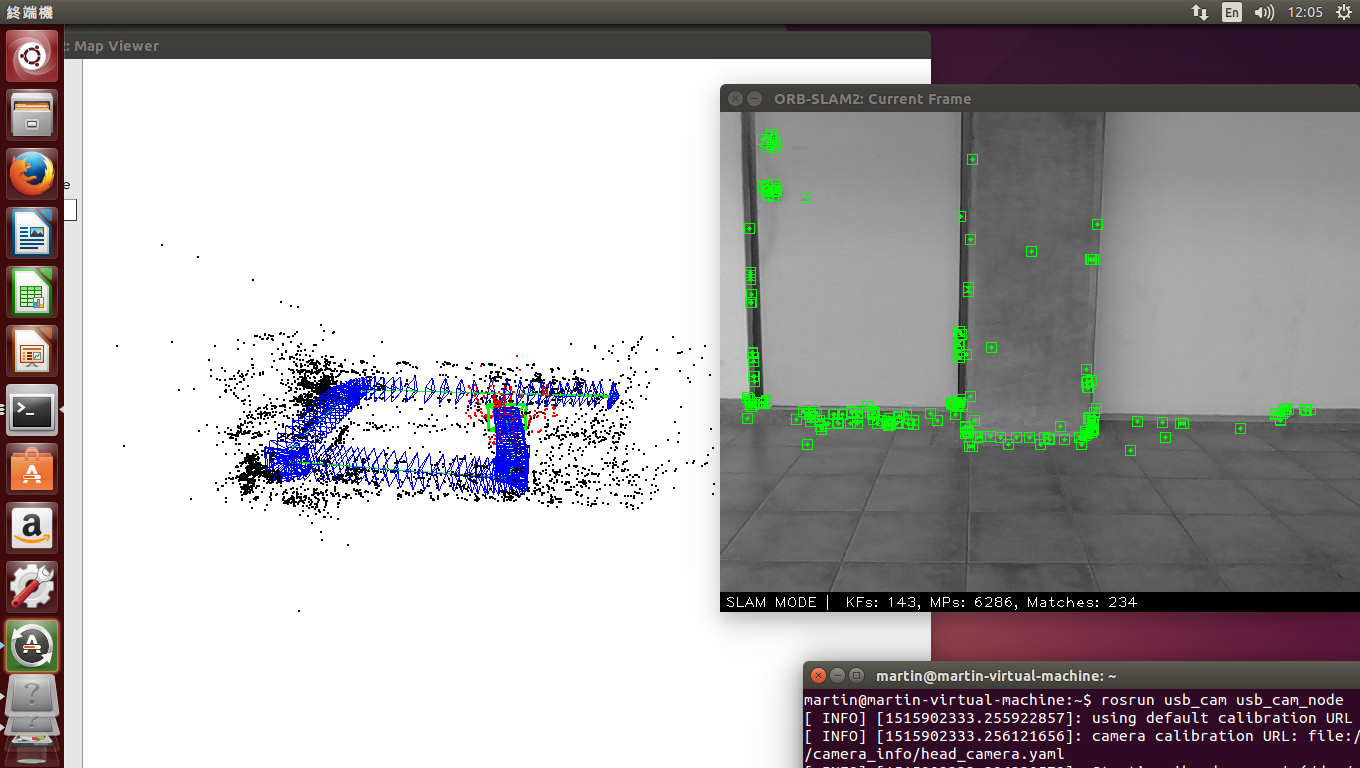 終端機
En
12:05
: Map Viewer
e
ORB-SLAM2: Current Frame
SLAM MODE | KFs: 143, MPs: 6286, Matches: 234
martin@martin-virtual-machine: ~
martin@martin-virtual-machine:~$ rosrun usb_cam usb_cam_node
[ INFO] [1515902333.255922857]: using default calibration URL
[ INFO] [1515902333.256121656]: camera calibration URL: file:/
/camera_info/head_camera.yaml